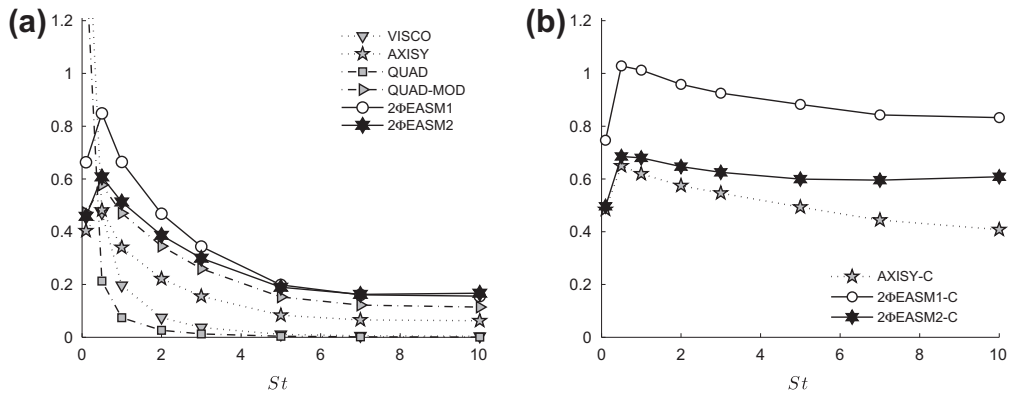 (a)
1.2
1
0.8
0.6
0.4
0.2
0
0 2 4 6 8 10
St
VISCO
AXISY
QUAD
QUAD-MOD
2ΦEASM1
2ΦEASM2
(b)
1.2
1
0.8
0.6
0.4
0.2
0
0 2 4 6 8 10
St
AXISY-C
2ΦEASM1-C
2ΦEASM2-C